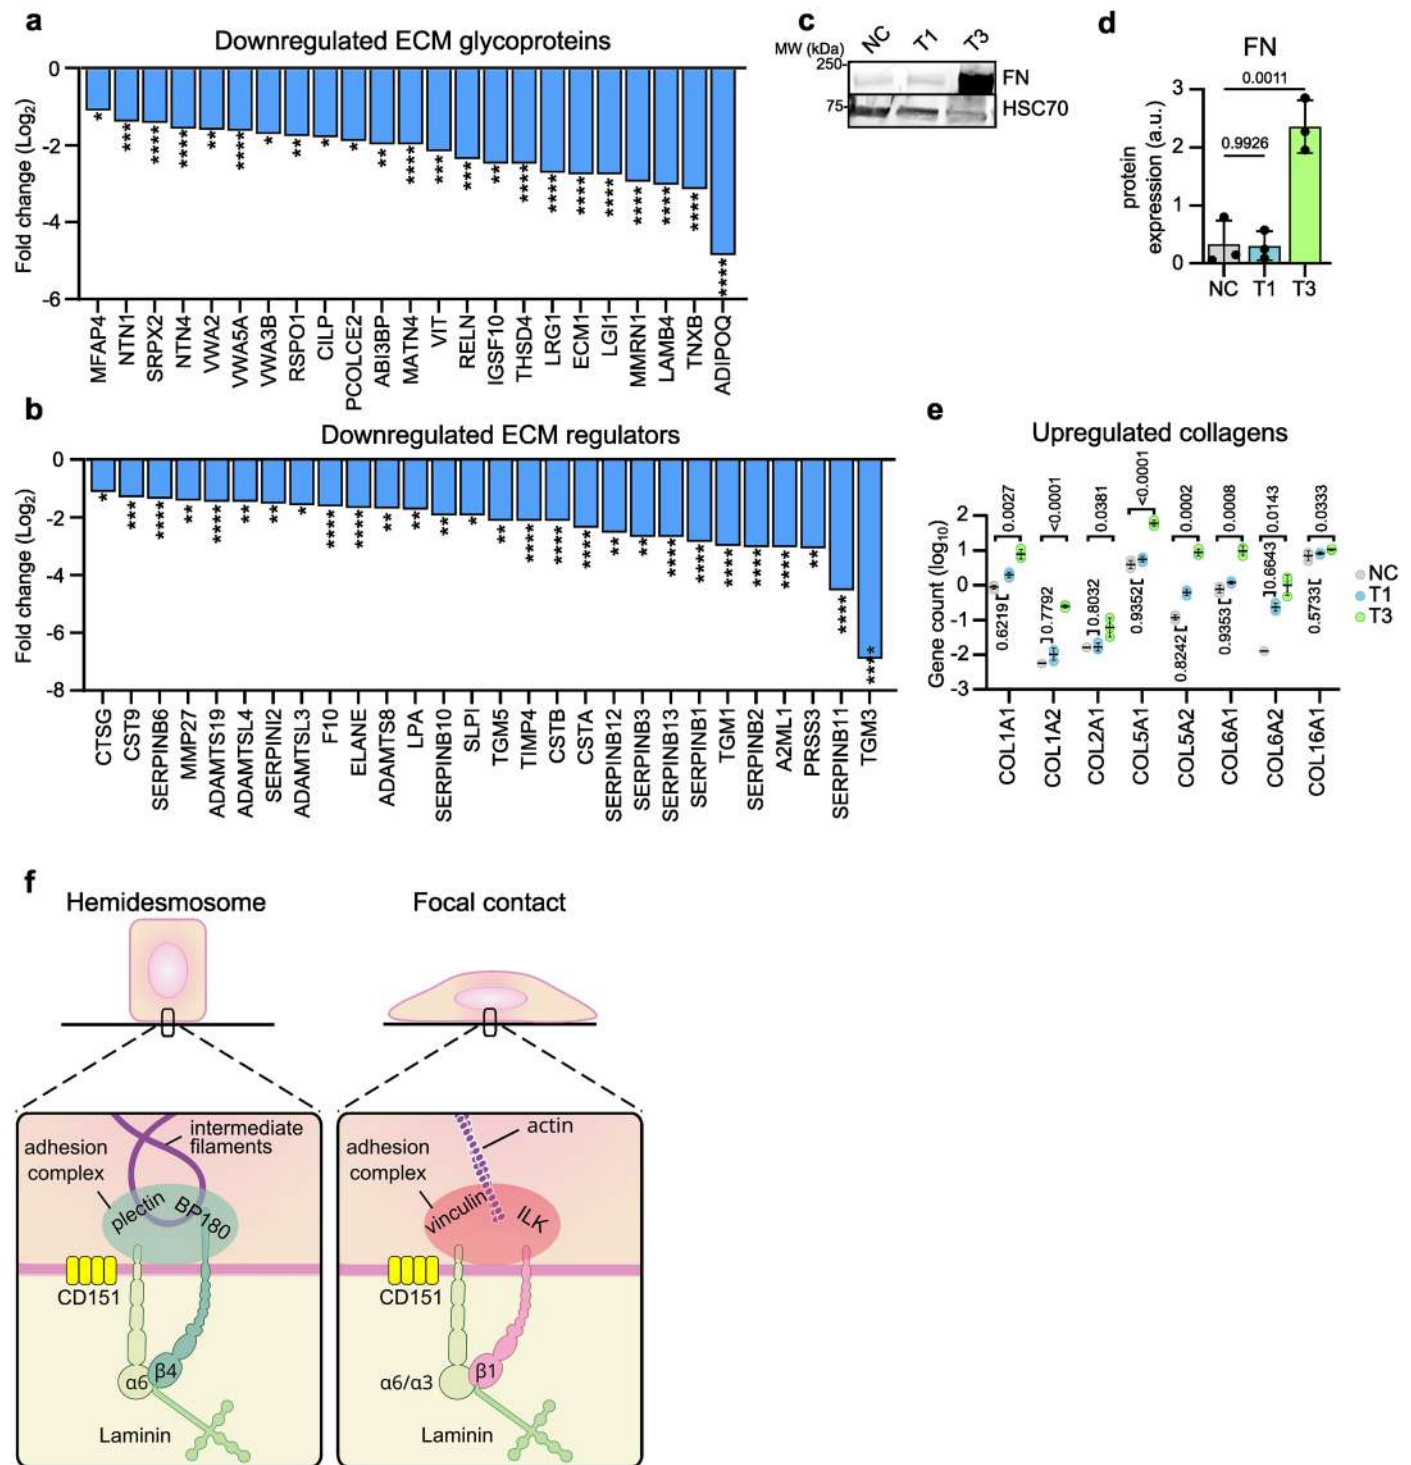 a
Downregulated ECM glycoproteins
Fold change (Log2)
0
-2
-4
-6
* *** **** **** ** **** * ** * * ** **** *** *** ** **** **** **** **** **** **** **** ****
MFAP4 NTN1 SRPX2 NTN4 VWA2 VWA5A VWA3B RSPO1 CILP PCOLCE2 ABI3BP MATN4 VIT RELN IGSF10 THSD4 LRG1 ECM1 LGI1 MMRN1 LAMB4 TNXB ADIPOQ
c
MW (kDa)
NC T1 T3
250-
FN
75-
HSC70
d
FN
protein
expression (a.u.)
3
2
1
0
0.0011
0.9926
NC T1 T3
b
Downregulated ECM regulators
Fold change (Log2)
0
-2
-4
-6
-8
* *** **** ** **** ** ** * **** **** ** ** ** * ** **** **** **** ** ** **** **** **** **** **** ** **** ****
CTSG CST9 SERPINB6 MMP27 ADAMTS19 ADAMTSL4 SERPINI2 ADAMTSL3 F10 ELANE ADAMTS8 LPA SERPINB10 SLPI TGM5 TIMP4 CSTB CSTA SERPINB12 SERPINB3 SERPINB13 SERPINB1 TGM1 SERPINB2 A2ML1 PRSS3 SERPINB11 TGM3
e
Upregulated collagens
Gene count (log10)
2
1
0
-1
-2
-3
0.0027 <0.0001 0.0381 <0.0001 0.0002 0.0008 0.0143 0.0333
0.6219 0.7792 0.8032 0.9352 0.8242 0.9353 0.6643 0.5733
COL1A1 COL1A2 COL2A1 COL5A1 COL5A2 COL6A1 COL6A2 COL16A1
NC
T1
T3
f
Hemidesmosome
intermediate
filaments
adhesion
complex
plectin
BP180
CD151
α6
β4
Laminin
Focal contact
actin
adhesion
complex
vinculin
ILK
CD151
α6/α3
β1
Laminin